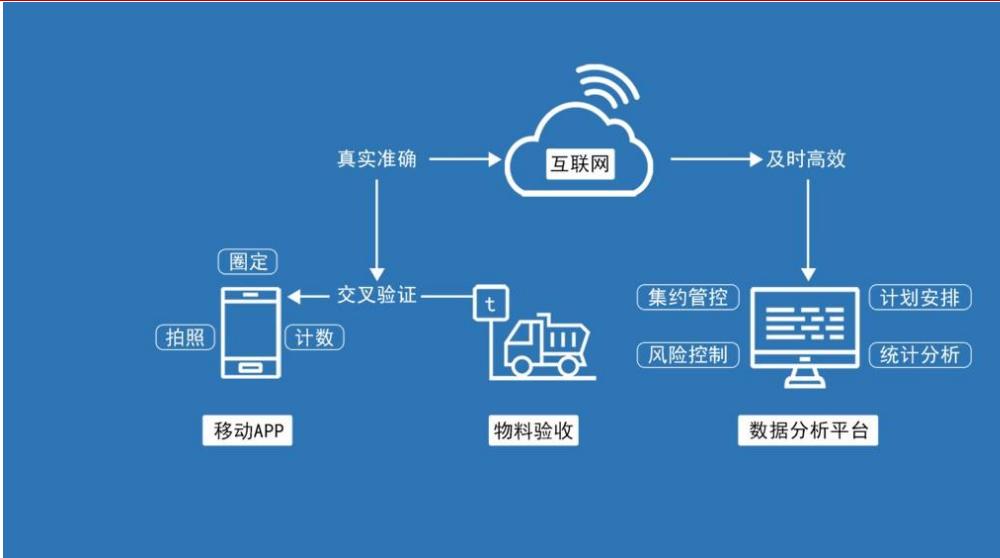 互联网
真实准确
及时高效
圈定
交叉验证
t
集约管控
计划安排
拍照
计数
风险控制
统计分析
移动APP
物料验收
数据分析平台